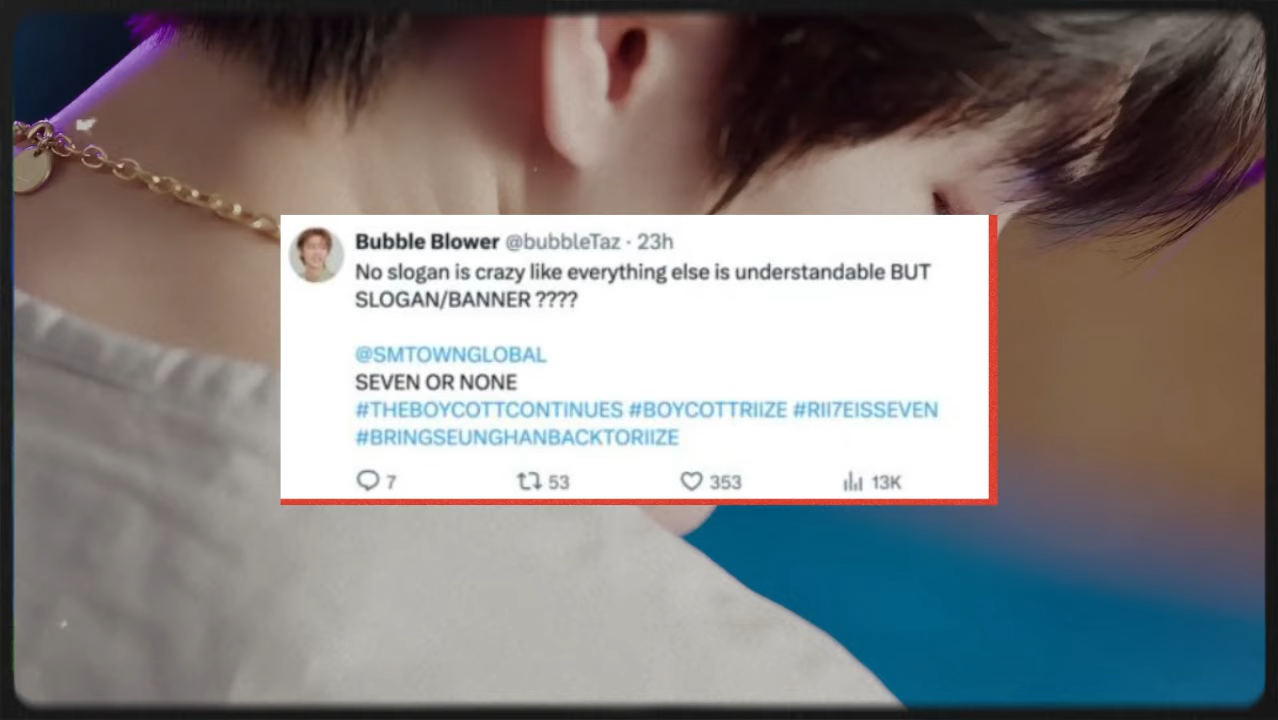 Bubble Blower @bubbleTaz · 23h
No slogan is crazy like everything else is understandable BUT
SLOGAN/BANNER ????
@SMTOWNGLOBAL
SEVEN OR NONE
#THEBOYCOTTCONTINUES #BOYCOTTRIIZE #RII7EISSEVEN
#BRINGSEUNGHANBACKTORIIZE
7 53 353 13K